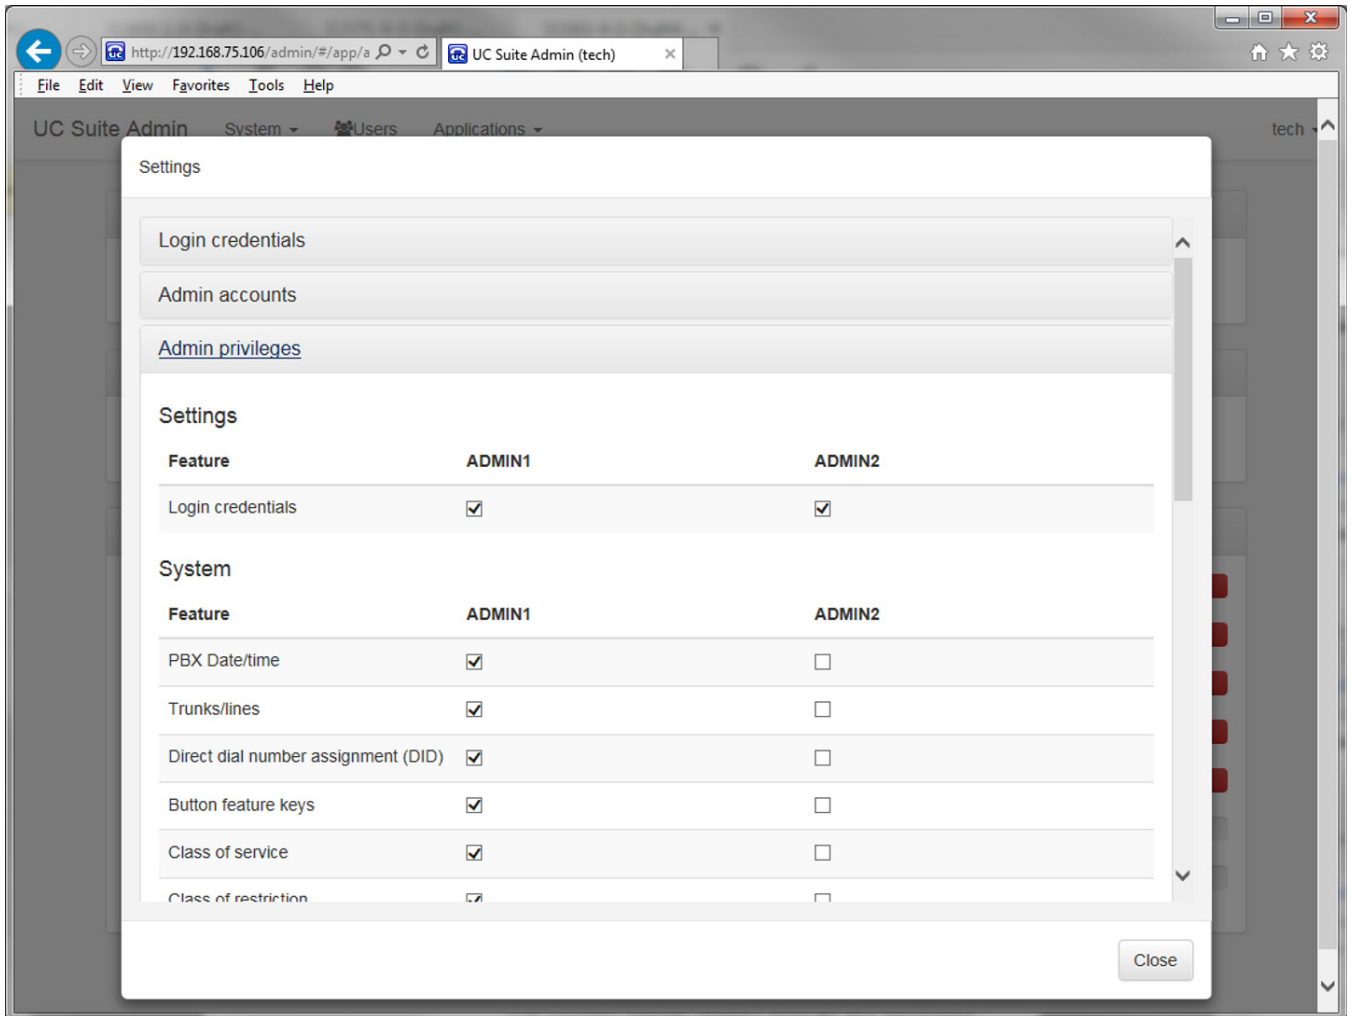 http://192.168.75.106/admin/#/app/a
UC Suite Admin (tech)
File Edit View Favorites Tools Help
UC Suite Admin System Users Applications tech
Settings
Login credentials
Admin accounts
Admin privileges
Settings
Feature ADMIN1 ADMIN2
Login credentials
System
Feature ADMIN1 ADMIN2
PBX Date/time
Trunks/lines
Direct dial number assignment (DID)
Button feature keys
Class of service
Class of restriction
Close